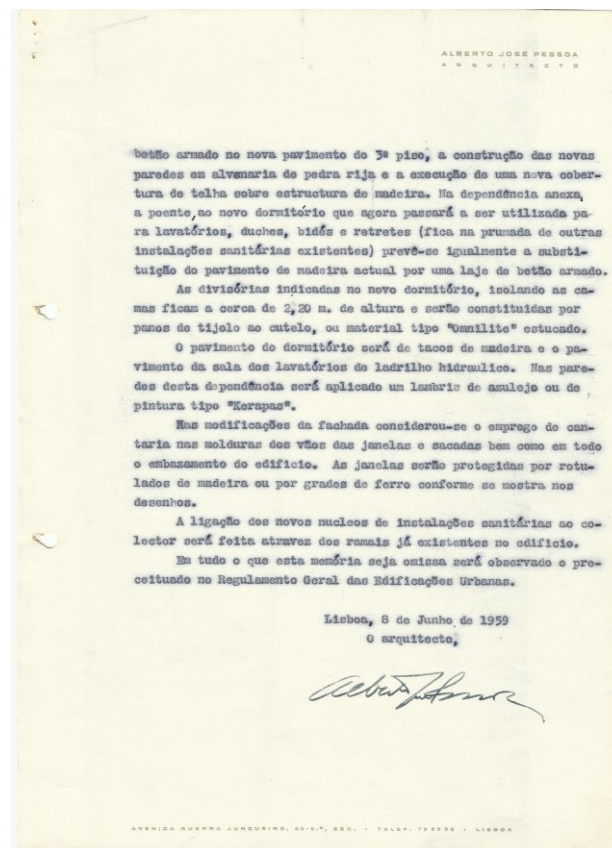 ALBERTO JOSÉ PESSOA
ARQUITECTO
betão armado no nova pavimento do 3º piso, a construção das novas
paredes em alvenaria de pedra rija e a execução de uma nova cober-
tura de telha sobre estructura de madeira. Na dependência anexa,
a poente, ao novo dormitório que agora passará a ser utilizada pa-
ra lavatórios, duches, bidés e retretes (fica na prumada de outras
instalações sanitárias existentes) prevê-se igualmente a substi-
tuição do pavimento de madeira actual por uma laje de betão armado.
As divisórias indicadas no novo dormitório, isolando as ca-
mas ficam a cerca de 2,20 m. de altura e serão constituidas por
panos de tijolo ao cutelo, ou material tipo "Omnilite" estucado.
O pavimento do dormitório será de tacos de madeira e o pa-
vimento da sala dos lavatórios de ladrilho hidraulico. Nas pare-
des desta dependência será aplicado um lambris de azulejo ou de
pintura tipo "Kerapas".
Nas modificações da fachada considerou-se o emprego de can-
taria nas molduras dos vãos das janelas e sacadas bem como em todo
o embazamento do edificio. As janelas serão protegidas por rotu-
lados de madeira ou por grades de ferro conforme se mostra nos
desenhos.
A ligação dos novos nucleos de instalações sanitárias ao co-
lector será feita atravez dos ramais já existentes no edificio.
Em tudo o que esta memória seja omissa será observado o pre-
ceituado no Regulamento Geral das Edificações Urbanas.
Lisboa, 8 de Junho de 1959
O arquitecto,
AVENIDA GUERRA JUNQUEIRO, ESQ. • TELEF. • LISBOA